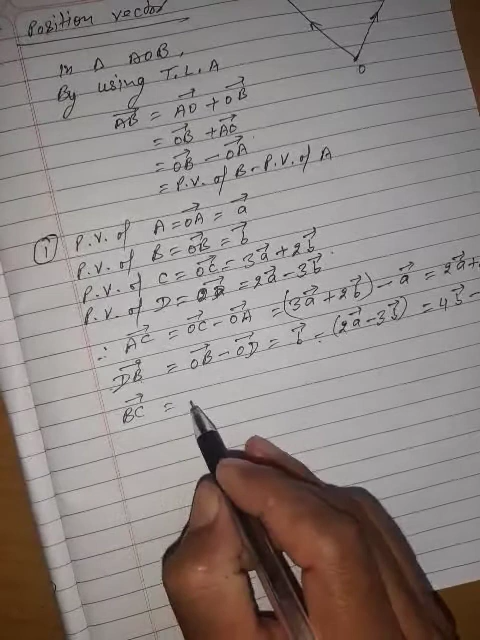 Position vector
O
In Δ AOB,
By using T.L.A
AB⃗ = AO⃗ + OB⃗
= OB⃗ + AO⃗
= OB⃗ - OA⃗
= P.V. of B - P.V. of A
① P.V. of A = OA⃗ = a⃗
P.V. of B = OB⃗ = b⃗
P.V. of C = OC⃗ = 3a⃗ + 2b⃗
P.V. of D = OD⃗ = 2a⃗ - 3b⃗
∴ AC⃗ = OC⃗ - OA⃗ = (3a⃗ + 2b⃗) - a⃗ = 2a⃗ +
DB⃗ = OB⃗ - OD⃗ = b⃗ - (2a⃗ - 3b⃗) = 4b⃗ -
BC⃗ =